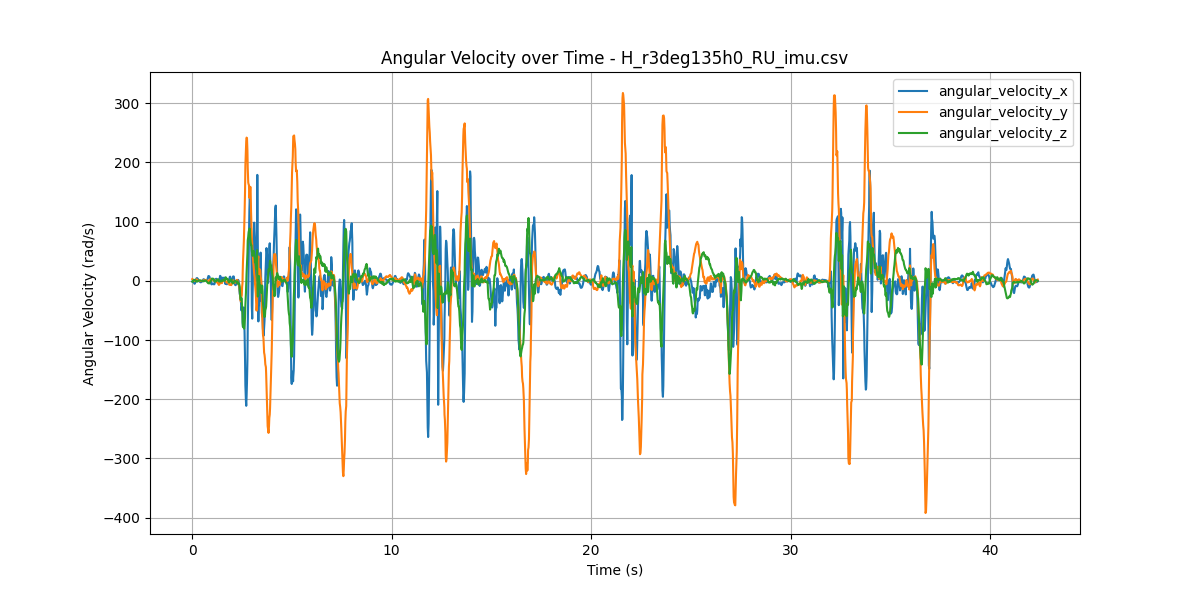 Angular Velocity over Time - H_r3deg135h0_RU_imu.csv
angular_velocity_x
angular_velocity_y
angular_velocity_z
Angular Velocity (rad/s)
300
200
100
0
−100
−200
−300
−400
0 10 20 30 40
Time (s)